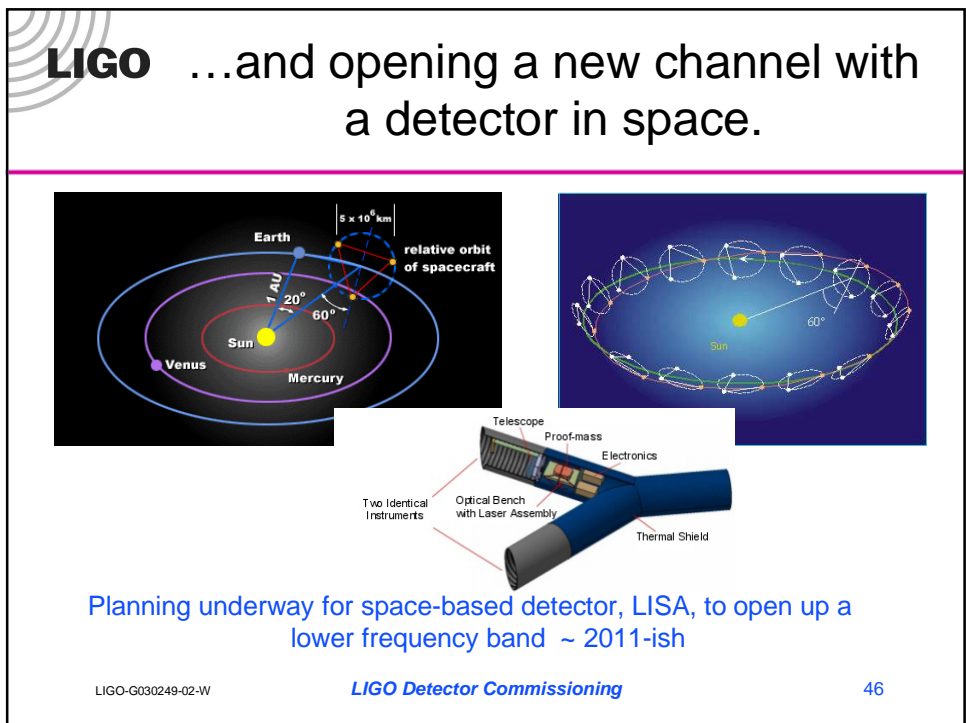 LIGO …and opening a new channel with
a detector in space.
5 x 10⁶ km
Earth
relative orbit
of spacecraft
1 AU
20°
60°
Sun
Venus
Mercury
60°
Sun
Telescope
Proof-mass
Electronics
Two Identical
Instruments
Optical Bench
with Laser Assembly
Thermal Shield
Planning underway for space-based detector, LISA, to open up a
lower frequency band ~ 2011-ish
LIGO-G030249-02-W LIGO Detector Commissioning 46